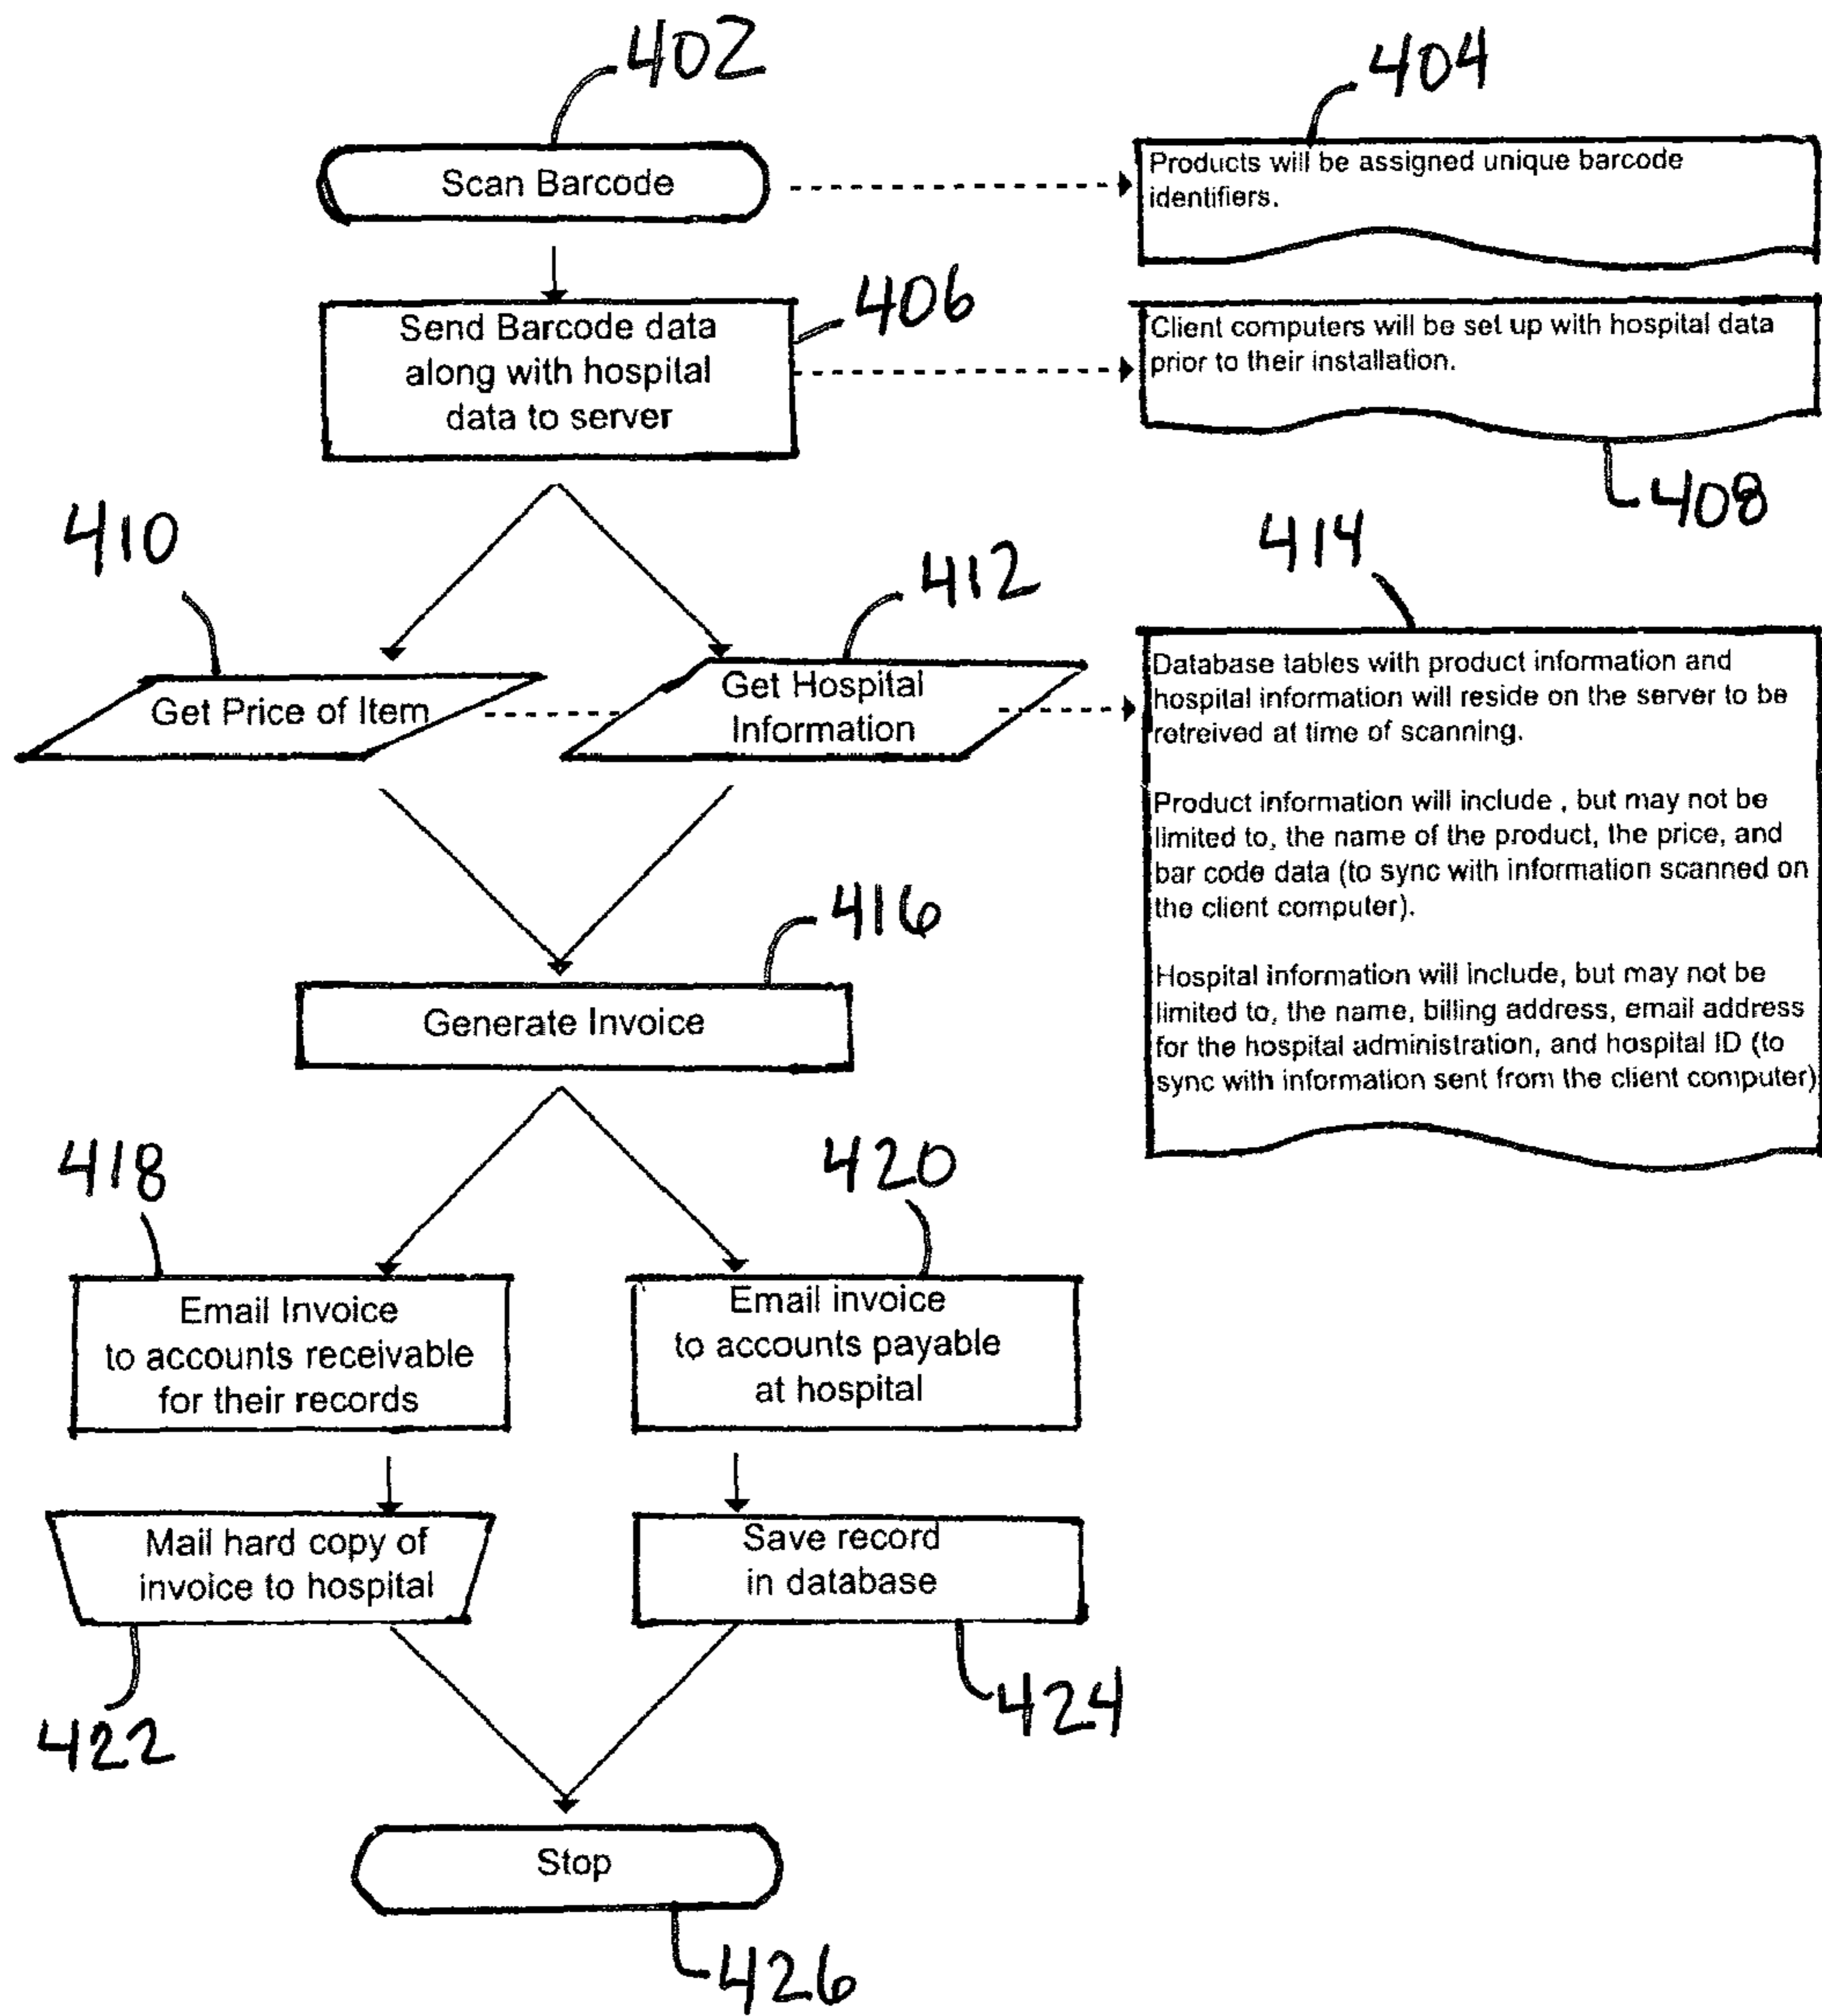 402
404
Scan Barcode
Products will be assigned unique barcode
identifiers.
406
Send Barcode data
along with hospital
data to server
Client computers will be set up with hospital data
prior to their installation.
408
410
412
414
Get Price of Item
Get Hospital
Information
Database tables with product information and
hospital information will reside on the server to be
retreived at time of scanning.
Product information will include , but may not be
limited to, the name of the product, the price, and
bar code data (to sync with information scanned on
the client computer).
Hospital information will include, but may not be
limited to, the name, billing address, email address
for the hospital administration, and hospital ID (to
sync with information sent from the client computer)
416
Generate Invoice
418
420
Email Invoice
to accounts receivable
for their records
Email invoice
to accounts payable
at hospital
Mail hard copy of
invoice to hospital
Save record
in database
422
424
Stop
426